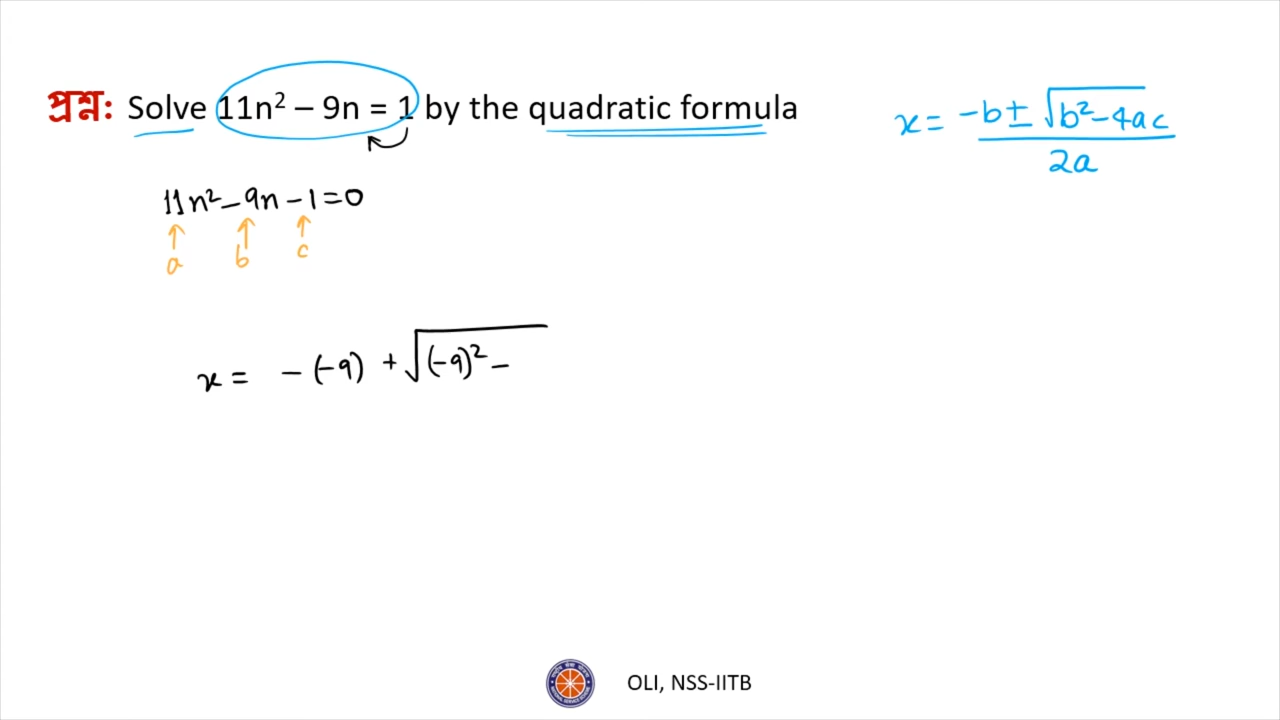 প্রশ্ন: Solve 11n² – 9n = 1 by the quadratic formula
x = -b ± √b² - 4ac
2a
11n² - 9n - 1 = 0
a b c
x = - (-9) + √(-9)² -
OLI, NSS-IITB